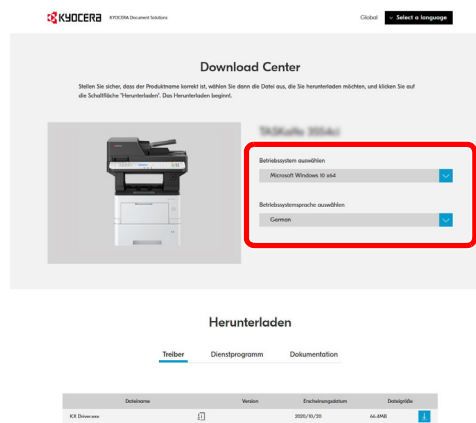 KYOCERA
KYOCERA Document Solutions
Global
Select a language
Download Center
Stellen Sie sicher, dass der Produktname korrekt ist, wählen Sie dann die Datei aus, die Sie herunterladen möchten, und klicken Sie auf
die Schaltfläche "Herunterladen". Das Herunterladen beginnt.
Betriebssystem auswählen
Microsoft Windows 10 x64
Betriebssystemsprache auswählen
German
Herunterladen
Treiber Dienstprogramm Dokumentation
Dateiname Version Erscheinungsdatum Dateigröße
2020/10/20 66.4MB